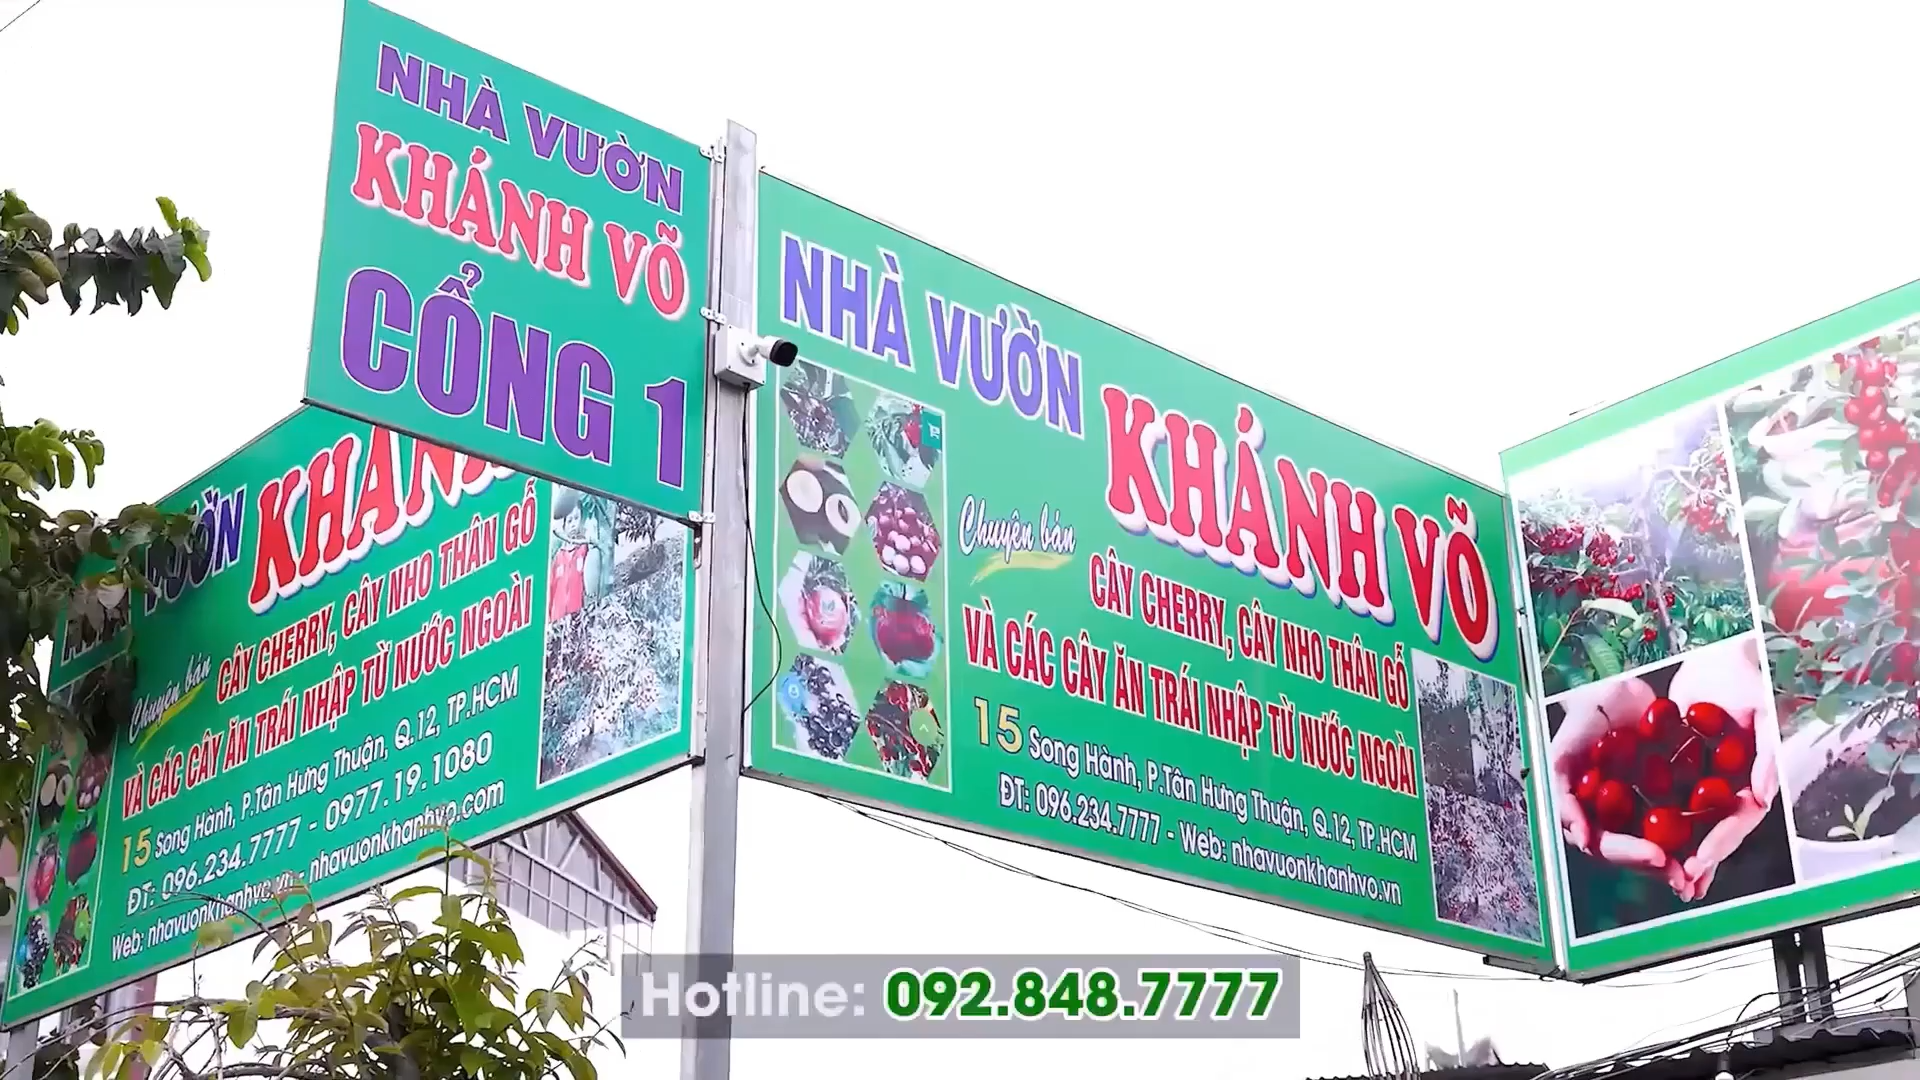 NHÀ VƯỜN
KHÁNH VÕ
CỔNG 1
VƯỜN KHÁNH
Chuyên bán
CÂY CHERRY, CÂY NHO THÂN GỖ
VÀ CÁC CÂY ĂN TRÁI NHẬP TỪ NƯỚC NGOÀI
15 Song Hành, P.Tân Hưng Thuận, Q.12, TP.HCM
ĐT: 096.234.7777 - 0977.19.1080
Web: nhavuonkhanhvo.vn - nhavuonkhanhvo.com
NHÀ VƯỜN
KHÁNH VÕ
Chuyên bán
CÂY CHERRY, CÂY NHO THÂN GỖ
VÀ CÁC CÂY ĂN TRÁI NHẬP TỪ NƯỚC NGOÀI
15 Song Hành, P.Tân Hưng Thuận, Q.12, TP.HCM
ĐT: 096.234.7777 - Web: nhavuonkhanhvo.vn
Hotline: 092.848.7777